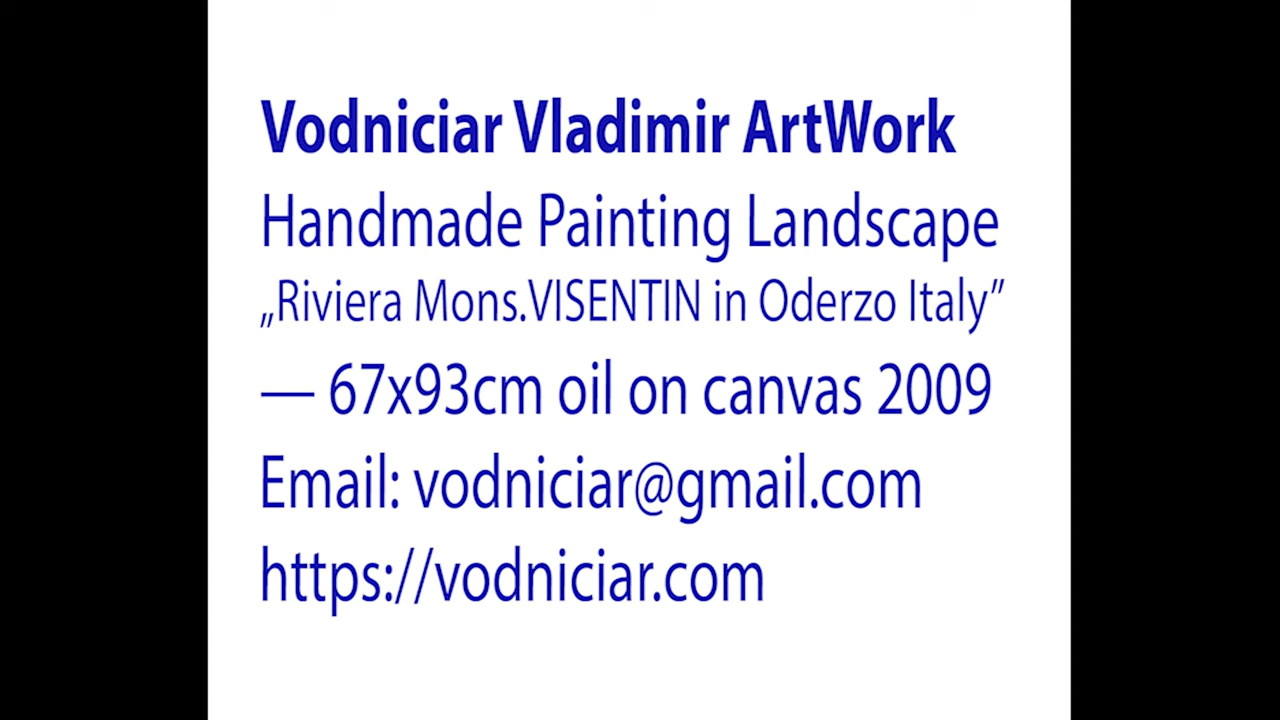 Vodniciar Vladimir ArtWork
Handmade Painting Landscape
„Riviera Mons.VISENTIN in Oderzo Italy”
— 67x93cm oil on canvas 2009
Email: vodniciar@gmail.com
https://vodniciar.com